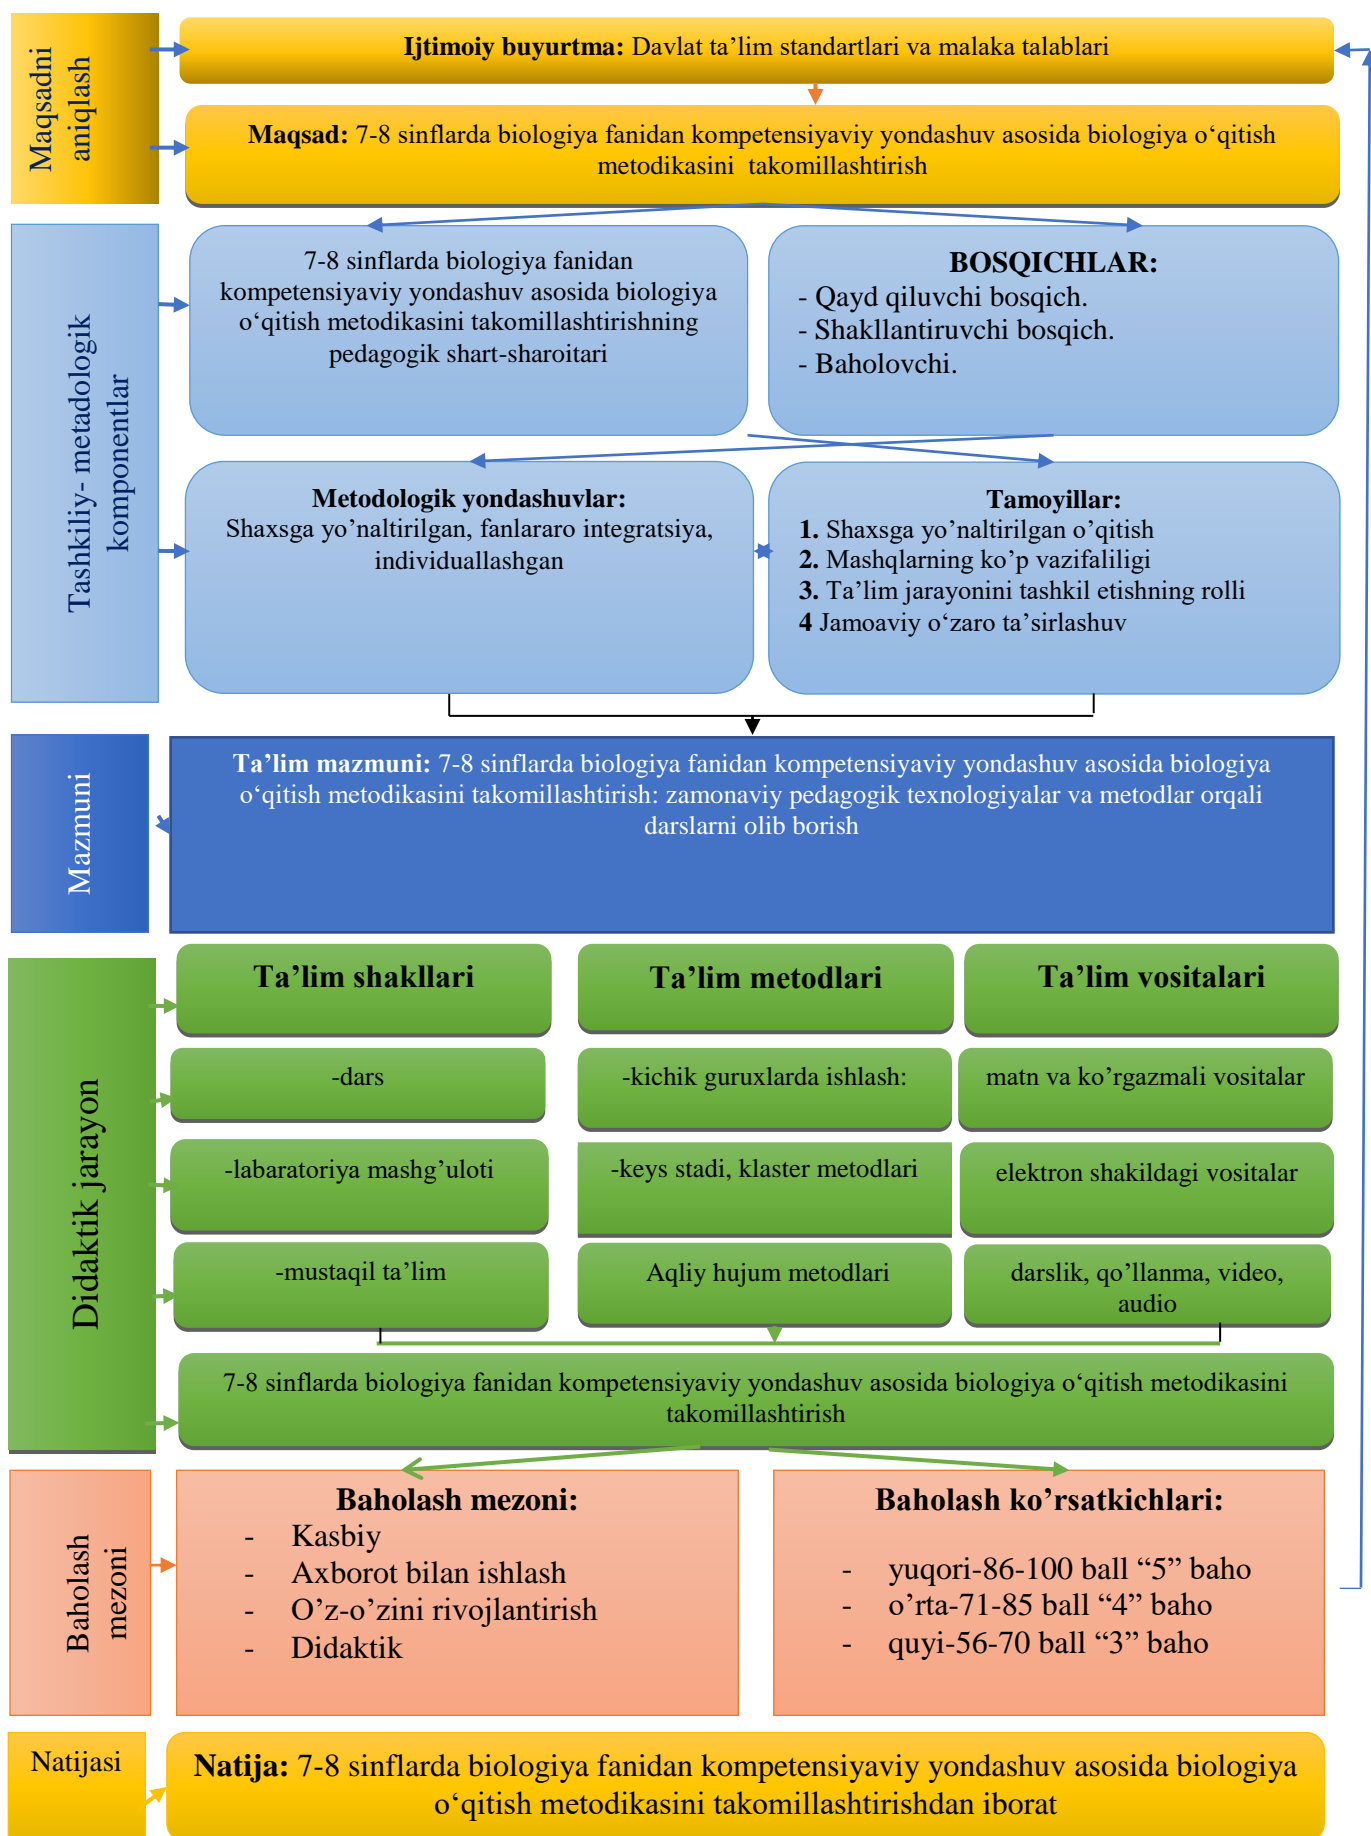 Maqsadni
aniqlash
Ijtimoiy buyurtma: Davlat ta’lim standartlari va malaka talablari
Maqsad: 7-8 sinflarda biologiya fanidan kompetensiyaviy yondashuv asosida biologiya o‘qitish
metodikasini takomillashtirish
Tashkiliy- metadologik
komponentlar
7-8 sinflarda biologiya fanidan
kompetensiyaviy yondashuv asosida biologiya
o‘qitish metodikasini takomillashtirishning
pedagogik shart-sharoitari
BOSQICHLAR:
- Qayd qiluvchi bosqich.
- Shakllantiruvchi bosqich.
- Baholovchi.
Metodologik yondashuvlar:
Shaxsga yo’naltirilgan, fanlararo integratsiya,
individuallashgan
Tamoyillar:
1. Shaxsga yo’naltirilgan o’qitish
2. Mashqlarning ko’p vazifaliligi
3. Ta’lim jarayonini tashkil etishning rolli
4 Jamoaviy o‘zaro ta’sirlashuv
Mazmuni
Ta’lim mazmuni: 7-8 sinflarda biologiya fanidan kompetensiyaviy yondashuv asosida biologiya
o‘qitish metodikasini takomillashtirish: zamonaviy pedagogik texnologiyalar va metodlar orqali
darslarni olib borish
Didaktik jarayon
Ta’lim shakllari
Ta’lim metodlari
Ta’lim vositalari
-dars
-kichik guruxlarda ishlash:
matn va ko’rgazmali vositalar
-labaratoriya mashg’uloti
-keys stadi, klaster metodlari
elektron shakildagi vositalar
-mustaqil ta’lim
Aqliy hujum metodlari
darslik, qo’llanma, video,
audio
7-8 sinflarda biologiya fanidan kompetensiyaviy yondashuv asosida biologiya o‘qitish metodikasini
takomillashtirish
Baholash
mezoni
Baholash mezoni:
- Kasbiy
- Axborot bilan ishlash
- O’z-o’zini rivojlantirish
- Didaktik
Baholash ko’rsatkichlari:
- yuqori-86-100 ball “5” baho
- o’rta-71-85 ball “4” baho
- quyi-56-70 ball “3” baho
Natijasi
Natija: 7-8 sinflarda biologiya fanidan kompetensiyaviy yondashuv asosida biologiya
o‘qitish metodikasini takomillashtirishdan iborat